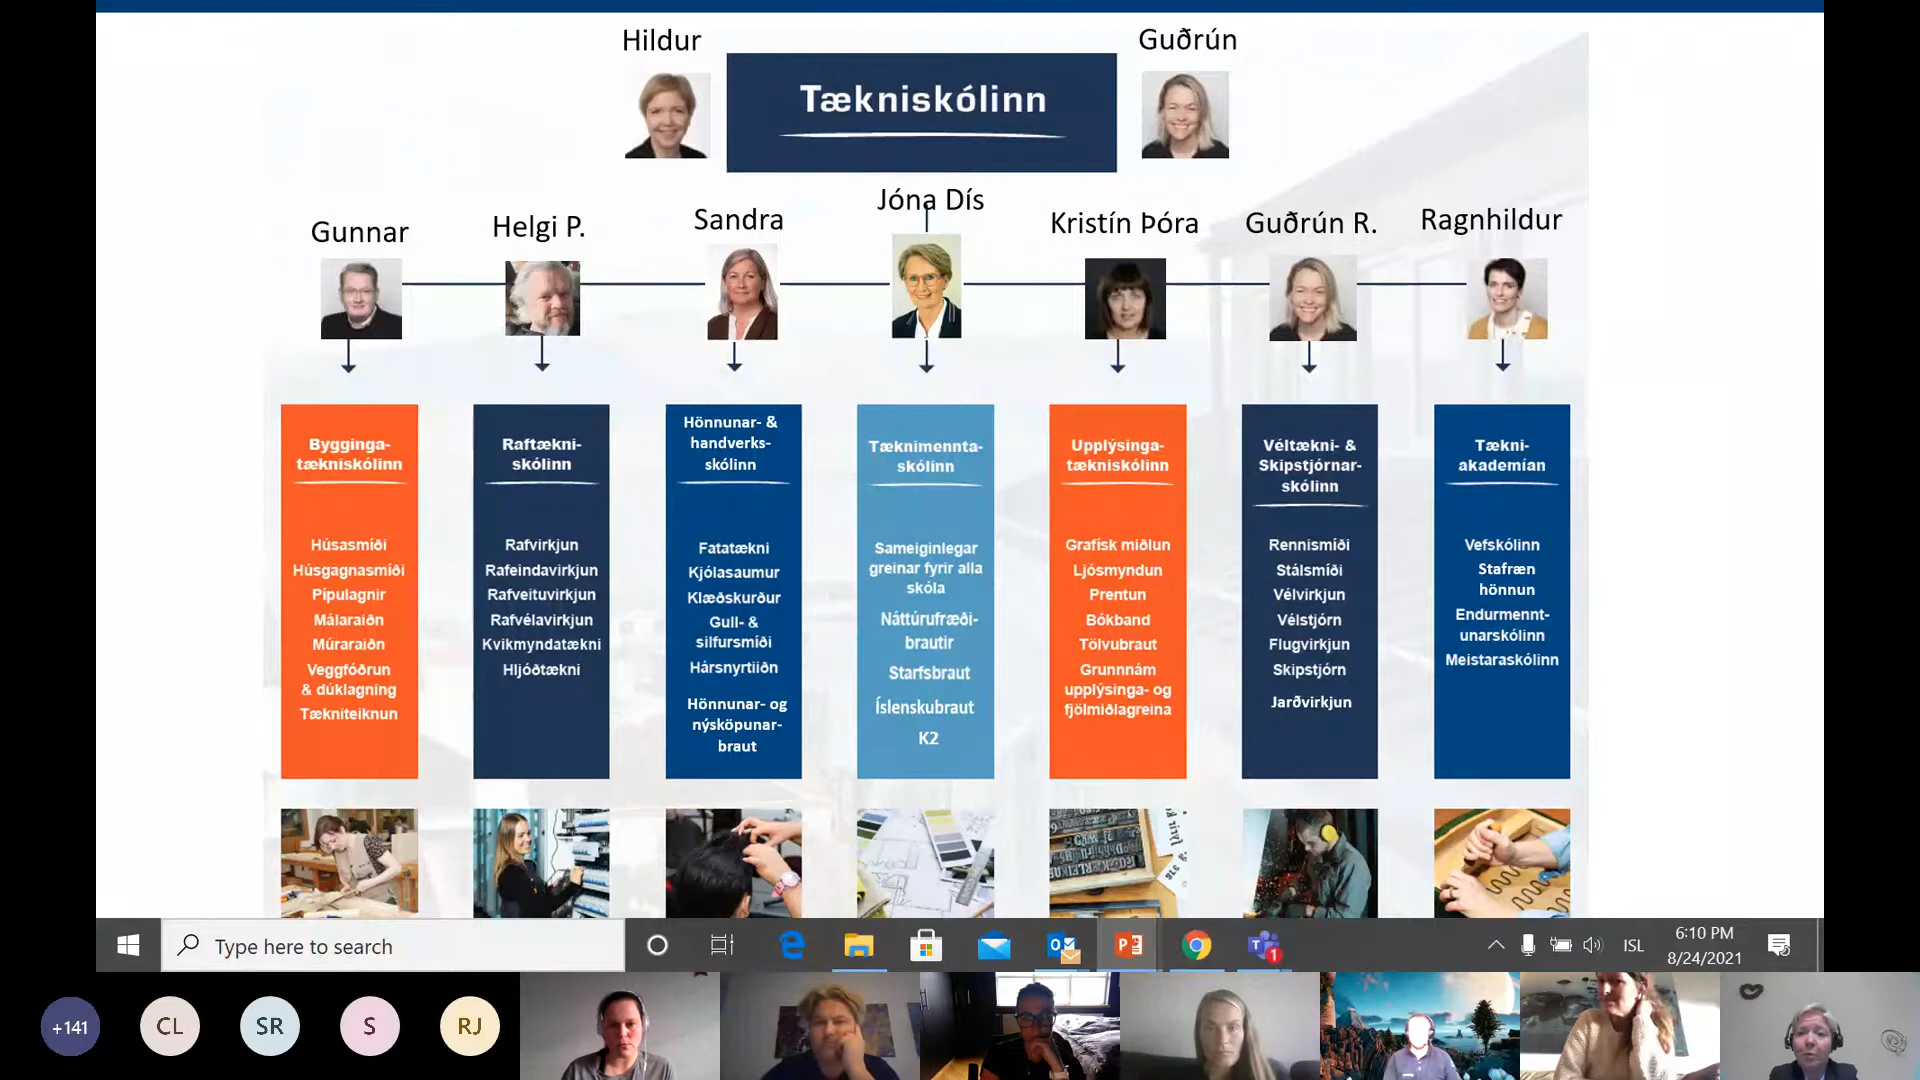 Hildur
Guðrún
Tækniskólinn
Jóna Dís
Gunnar
Helgi P.
Sandra
Kristín Þóra
Guðrún R.
Ragnhildur
Bygginga-
tækniskólinn
Húsasmíði
Húsgagnasmíði
Pípulagnir
Málaraiðn
Múraraiðn
Veggfóðrun
& dúklagning
Tækniteiknun
Raftækni-
skólinn
Rafvirkjun
Rafeindavirkjun
Rafveituvirkjun
Rafvélavirkjun
Kvikmyndatækni
Hljóðtækni
Hönnunar- &
handverks-
skólinn
Fatatækni
Kjólasaumur
Klæðskurður
Gull- &
silfursmíði
Hársnyrtiiðn
Hönnunar- og
nýsköpunar-
braut
Tæknimennta-
skólinn
Sameiginlegar
greinar fyrir alla
skóla
Náttúrufræði-
brautir
Starfsbraut
Íslenskubraut
K2
Upplýsinga-
tækniskólinn
Grafísk miðlun
Ljósmyndun
Prentun
Bókband
Tölvubraut
Grunnnám
upplýsinga- og
fjölmiðlagreina
Véltækni- &
Skipstjórnar-
skólinn
Rennismíði
Stálsmíði
Vélvirkjun
Vélstjórn
Flugvirkjun
Skipstjórn
Jarðvirkjun
Tækni-
akademían
Vefskólinn
Stafræn
hönnun
Endurmennt-
unarskólinn
Meistaraskólinn
Type here to search
ISL
6:10 PM
8/24/2021
+141
CL
SR
S
RJ